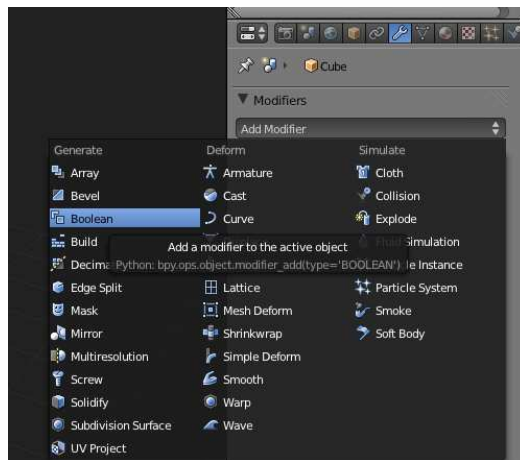 Cube
Modifiers
Add Modifier
Generate Deform Simulate
Array Armature Cloth
Bevel Cast Collision
Boolean Curve Explode
Build Simulation
Add a modifier to the active object
Decima Python: bpy.ops.object.modifier_add(type='BOOLEAN') le Instance
Edge Split Lattice Particle System
Mask Mesh Deform Smoke
Mirror Shrinkwrap Soft Body
Multiresolution Simple Deform
Screw Smooth
Solidify Warp
Subdivision Surface Wave
UV Project